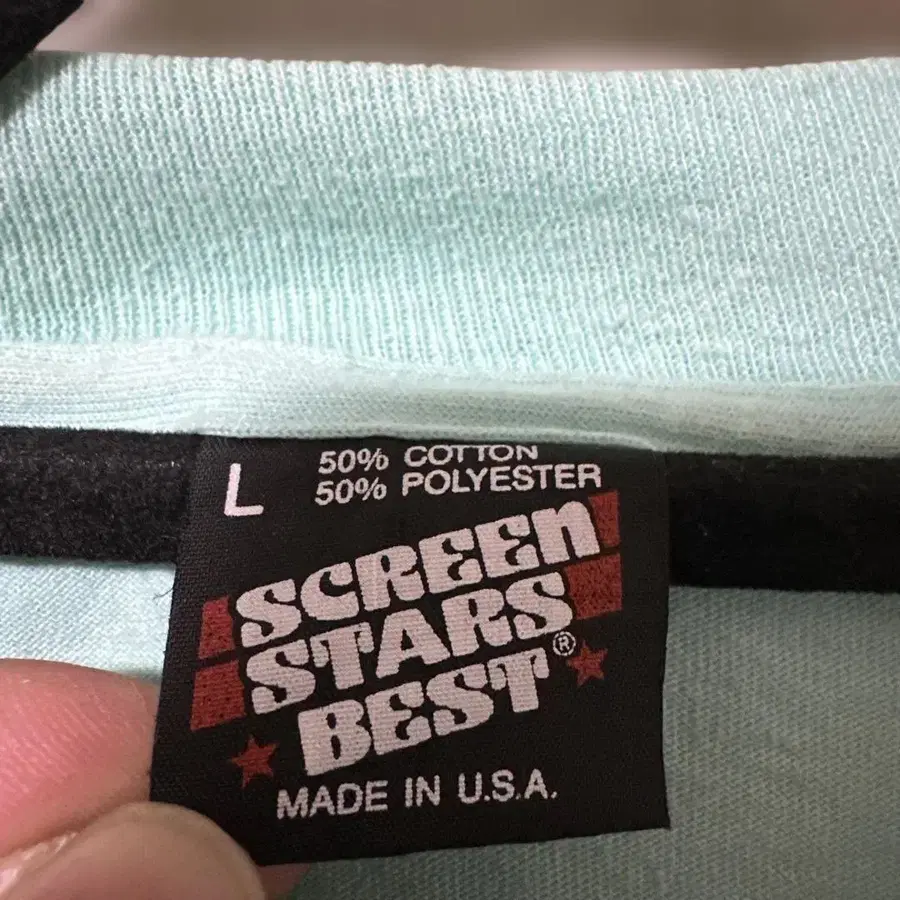 L
50% COTTON
50% POLYESTER
SCREEn
STARS
BEST®
MADE IN U.S.A.